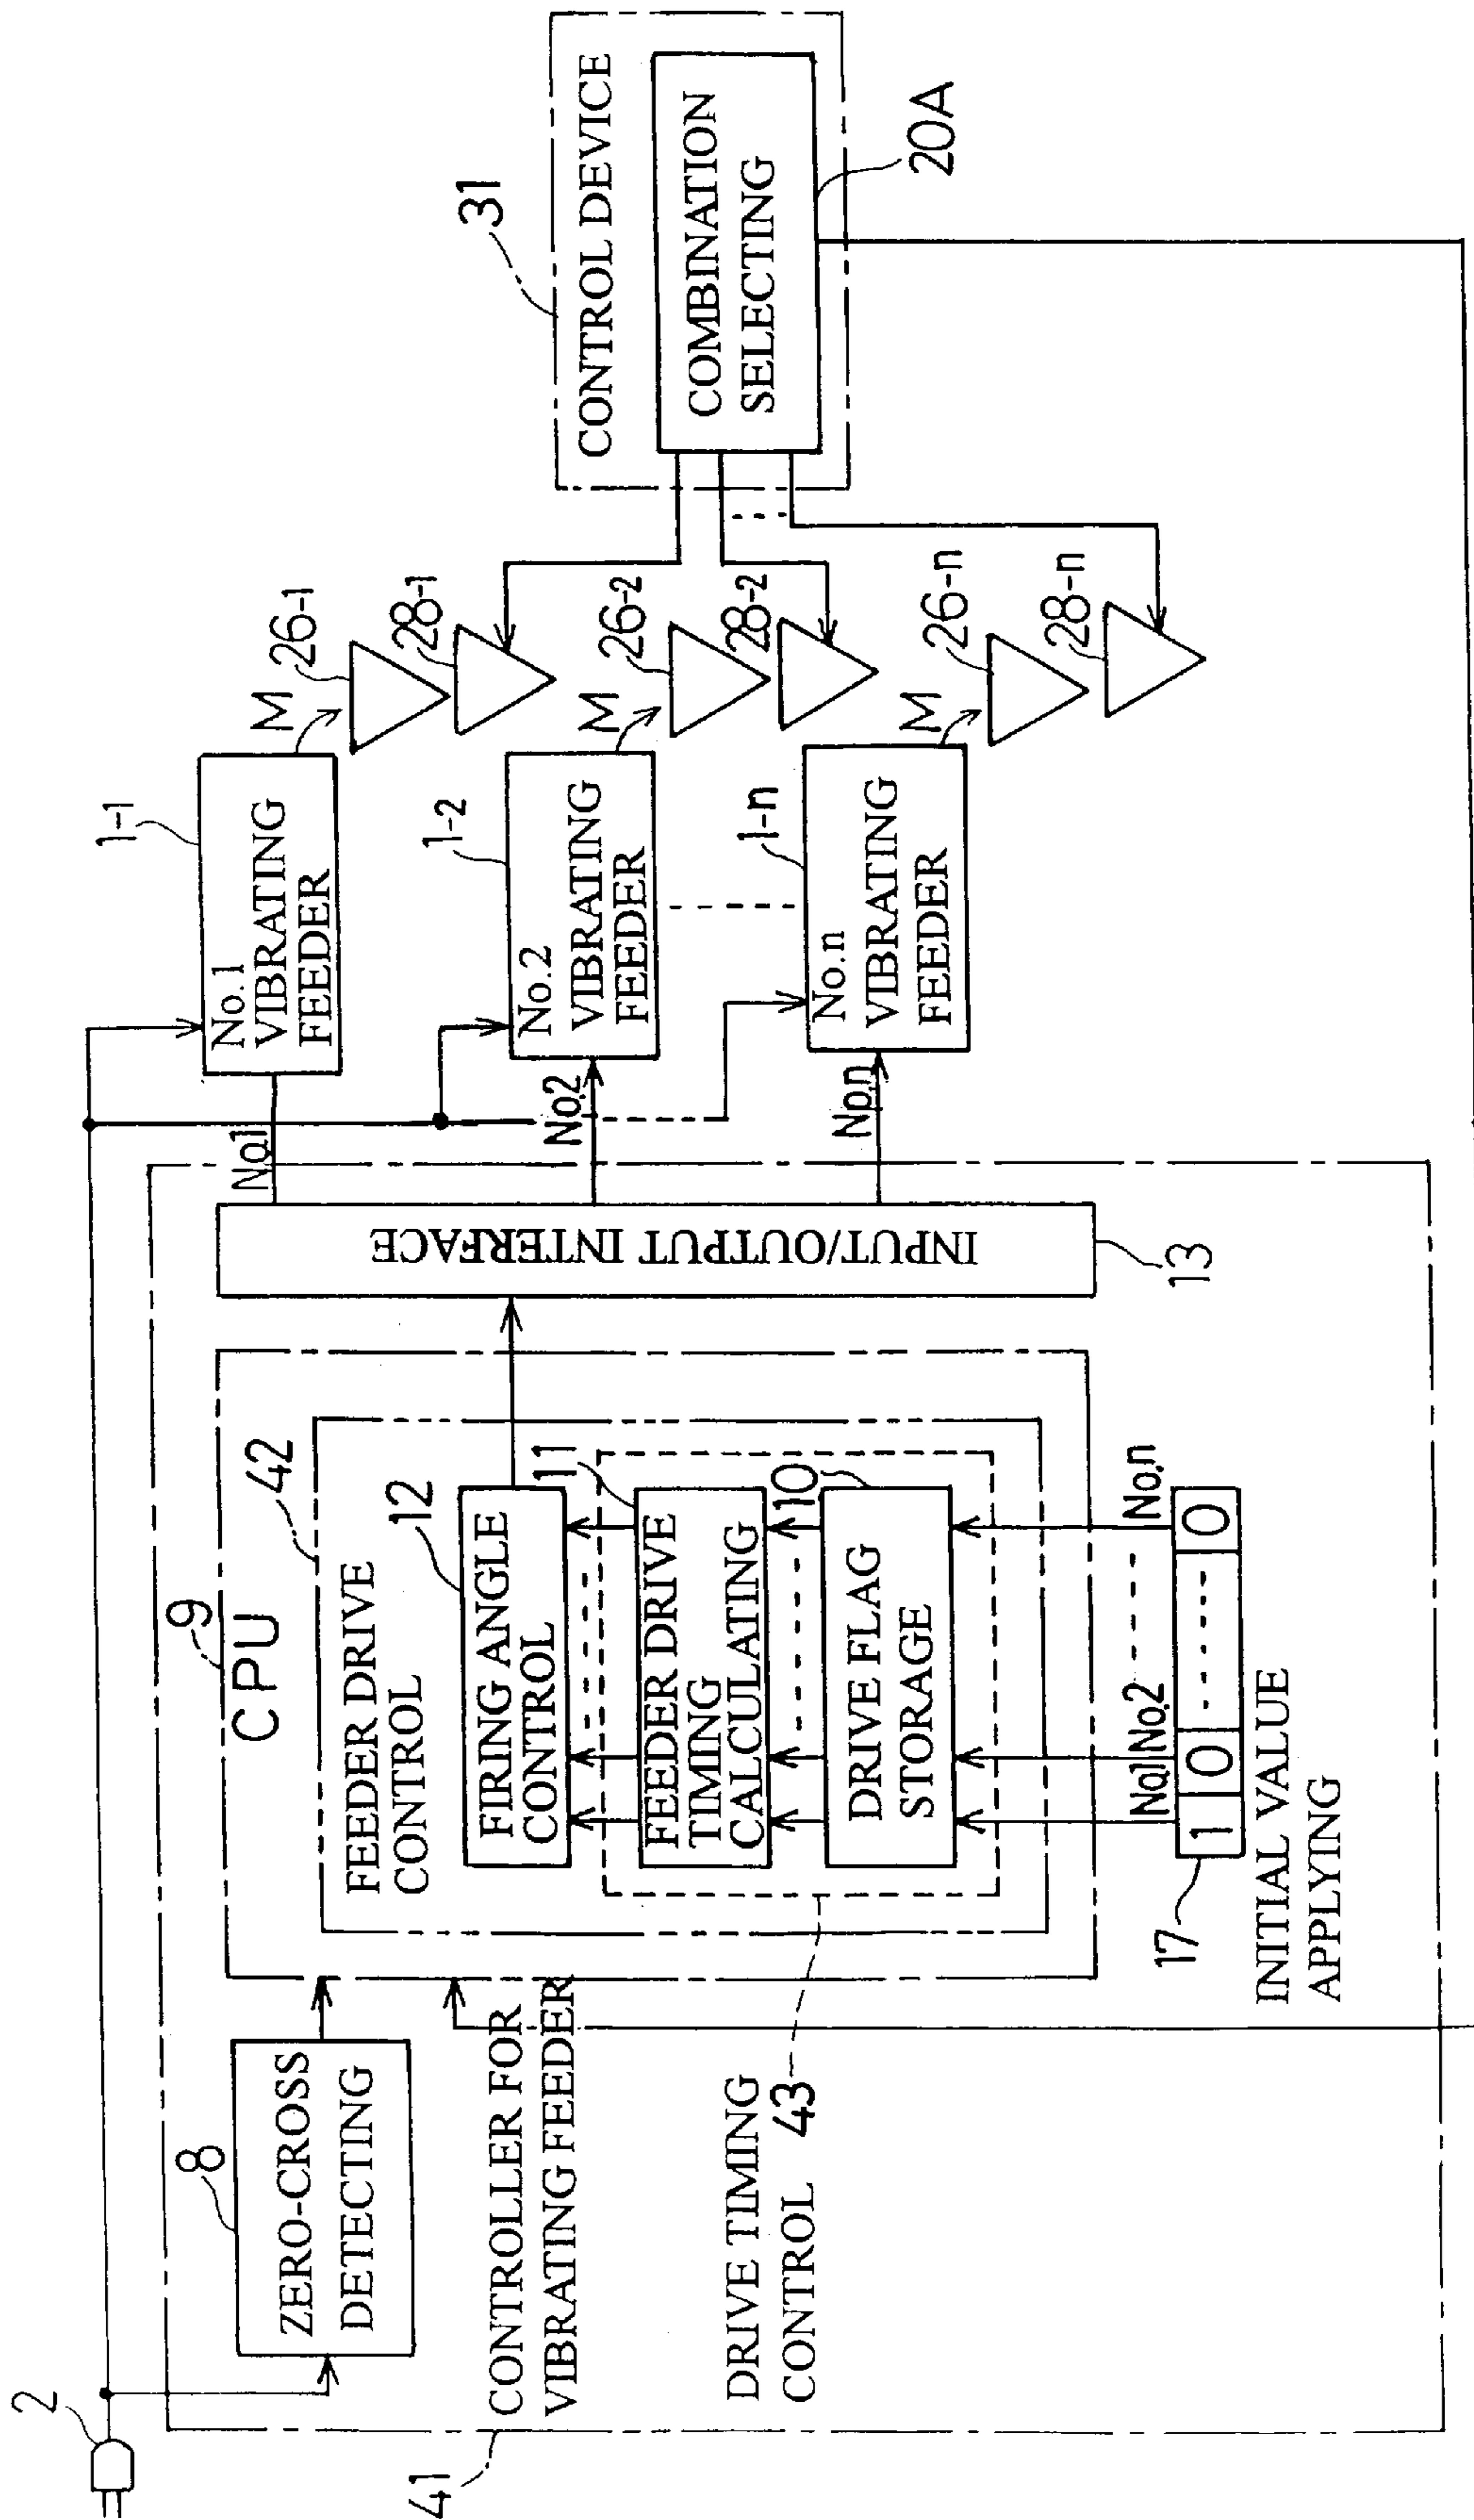 2
41
8
ZERO-CROSS
DETECTING
CONTROLLER FOR
VIBRATING FEEDER
DRIVE TIMING
CONTROL
43
9
CPU
42
FEEDER DRIVE
CONTROL
12
FIRING ANGLE
CONTROL
11
FEEDER DRIVE
TIMING
CALCULATING
10
DRIVE FLAG
STORAGE
No.1 No.2 No.n
1 0 0
17
INITIAL VALUE
APPLYING
INPUT/OUTPUT INTERFACE
13
No.1
No.2
No.n
1-1
No.1
VIBRATING
FEEDER
1-2
No.2
VIBRATING
FEEDER
1-n
No.n
VIBRATING
FEEDER
M
26-1
28-1
M
26-2
28-2
M
26-n
28-n
31
CONTROL DEVICE
COMBINATION
SELECTING
20A